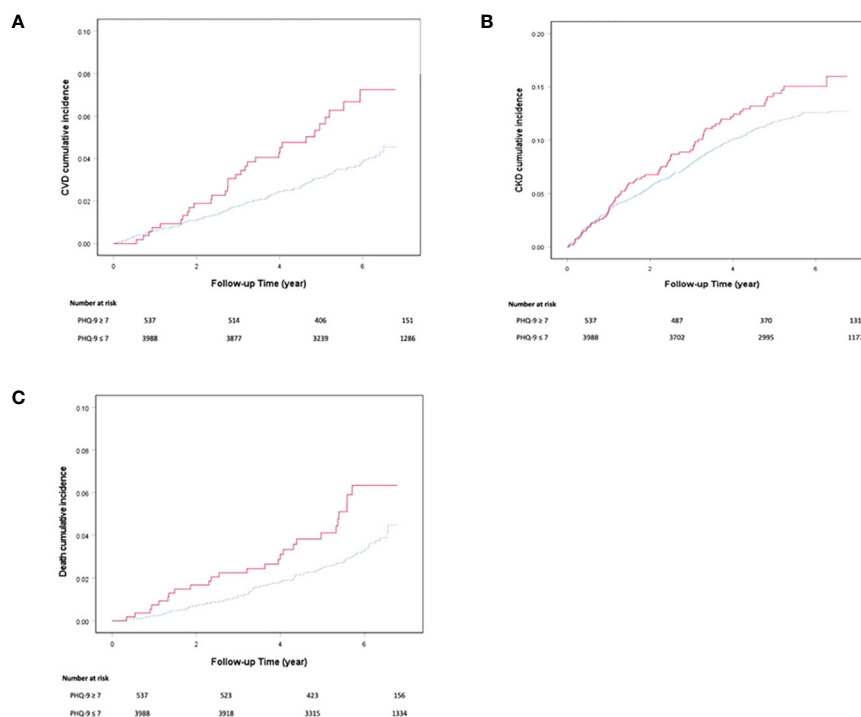 A
0.10
0.08
0.06
0.04
0.02
0.00
CVD cumulative incidence
0 2 4 6
Follow-up Time (year)
Number at risk
PHQ-9 ≥ 7 537 514 406 151
PHQ-9 ≤ 7 3988 3877 3239 1286
B
0.20
0.15
0.10
0.05
0.00
CKD cumulative incidence
0 2 4 6
Follow-up Time (year)
Number at risk
PHQ-9 ≥ 7 537 487 370 131
PHQ-9 ≤ 7 3988 3702 2995 1177
C
0.10
0.08
0.06
0.04
0.02
0.00
Death cumulative incidence
0 2 4 6
Follow-up Time (year)
Number at risk
PHQ-9 ≥ 7 537 523 423 156
PHQ-9 ≤ 7 3988 3918 3315 1334